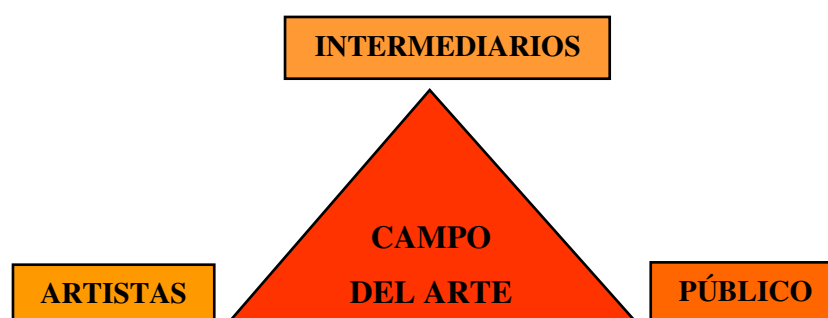 INTERMEDIARIOS
CAMPO
DEL ARTE
ARTISTAS
PÚBLICO